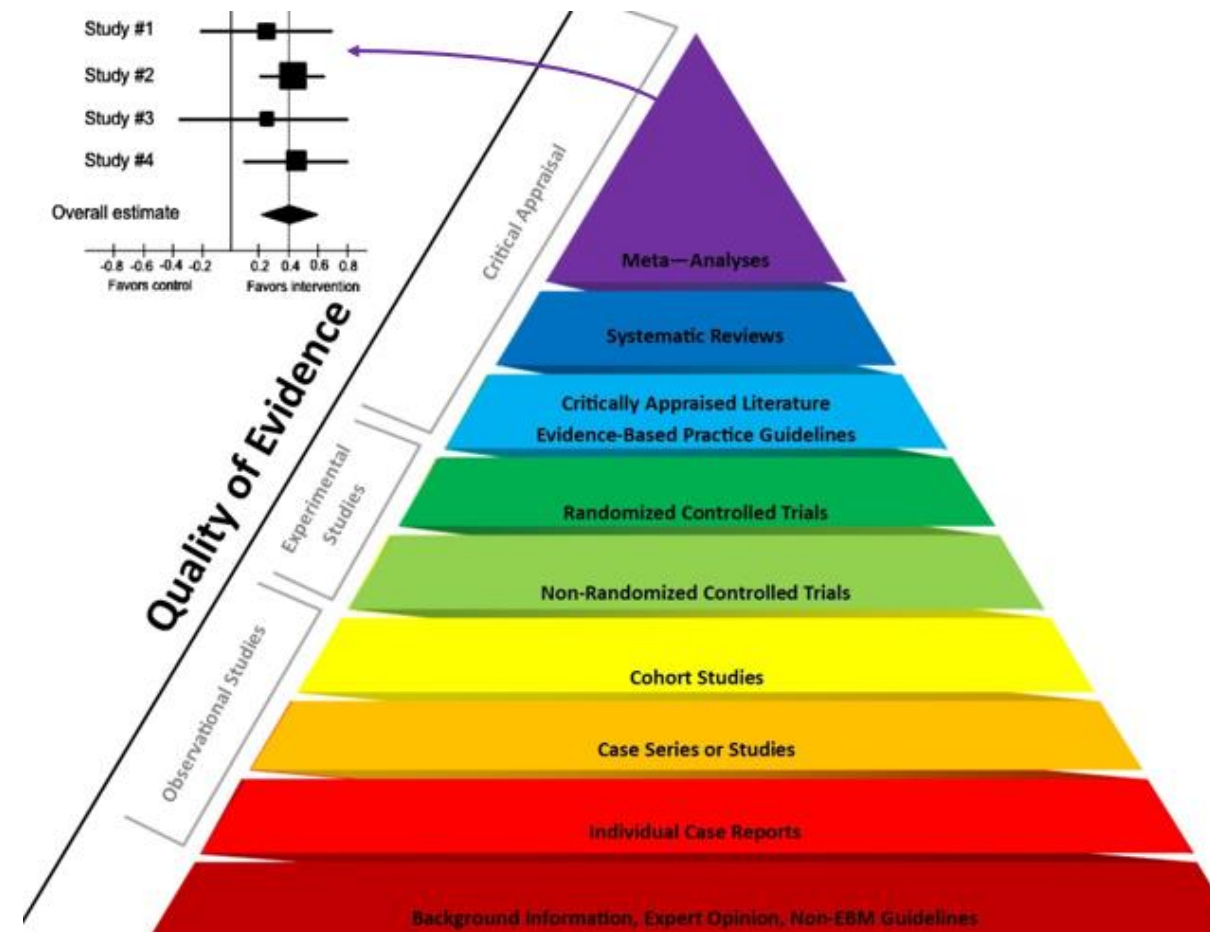 Study #1
Study #2
Study #3
Study #4
Overall estimate
-0.8 -0.6 -0.4 -0.2 0.2 0.4 0.6 0.8
Favors control Favors intervention
Quality of Evidence
Critical Appraisal
Experimental
Studies
Observational Studies
Meta—Analyses
Systematic Reviews
Critically Appraised Literature
Evidence-Based Practice Guidelines
Randomized Controlled Trials
Non-Randomized Controlled Trials
Cohort Studies
Case Series or Studies
Individual Case Reports
Background Information, Expert Opinion, Non-EBM Guidelines